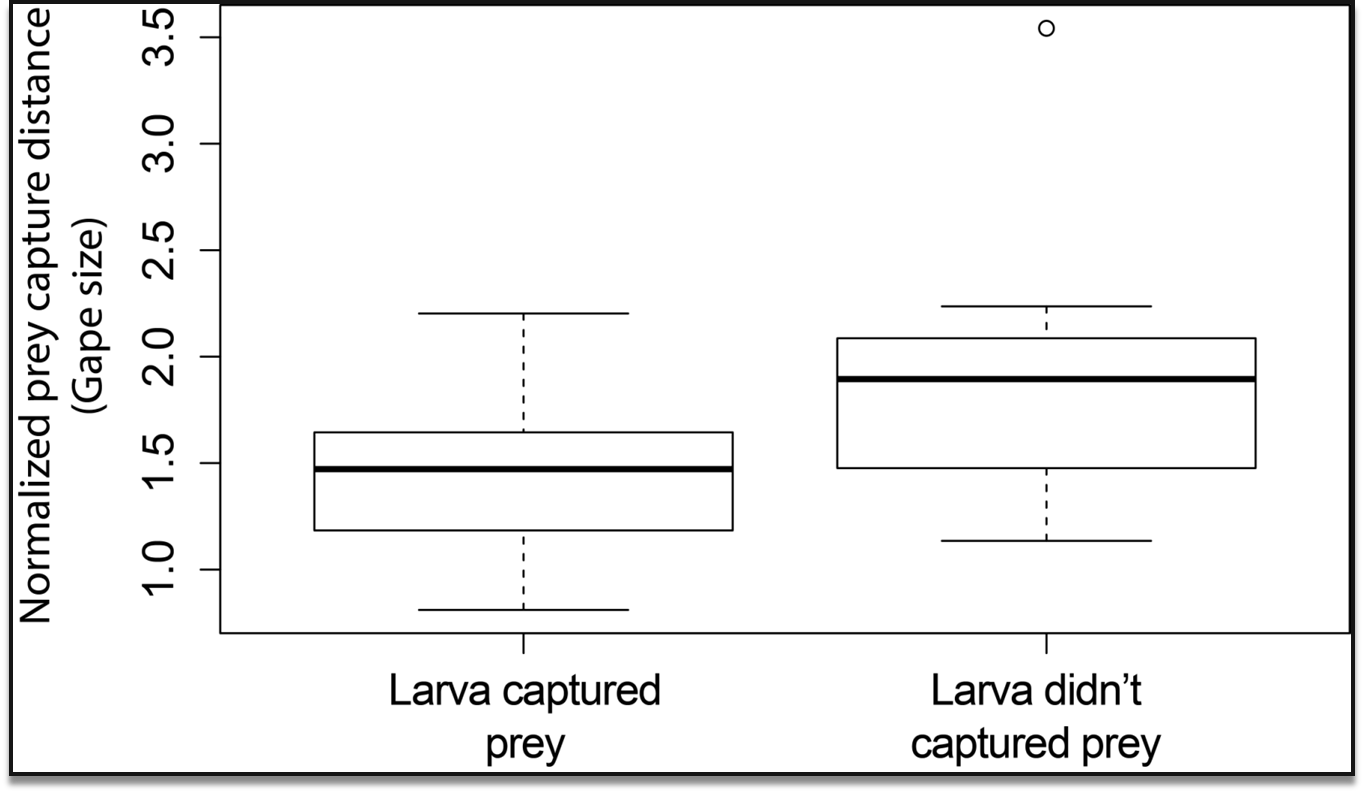 Normalized prey capture distance
(Gape size)
3.5
3.0
2.5
2.0
1.5
1.0
Larva captured
prey
Larva didn’t
captured prey